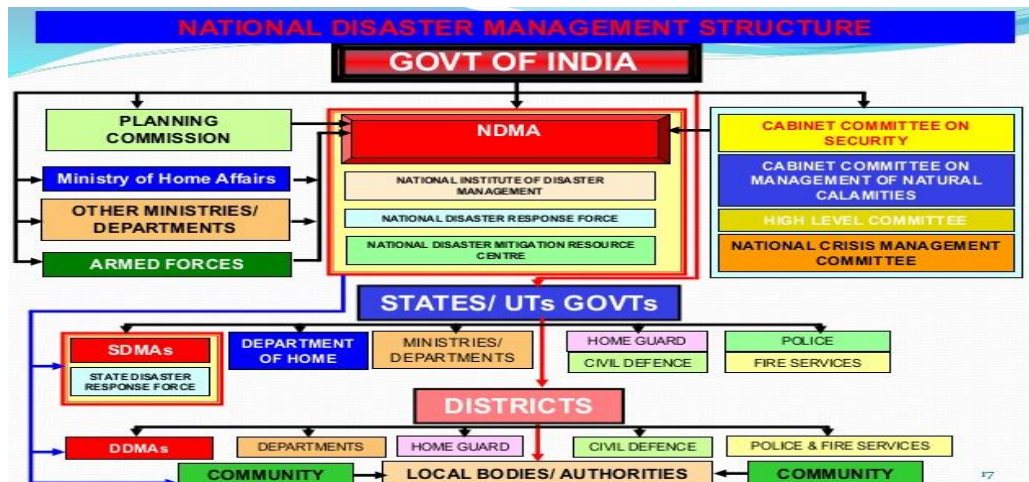 NATIONAL DISASTER MANAGEMENT STRUCTURE
GOVT OF INDIA
PLANNING
COMMISSION
Ministry of Home Affairs
OTHER MINISTRIES/
DEPARTMENTS
ARMED FORCES
NDMA
NATIONAL INSTITUTE OF DISASTER
MANAGEMENT
NATIONAL DISASTER RESPONSE FORCE
NATIONAL DISASTER MITIGATION RESOURCE
CENTRE
CABINET COMMITTEE ON
SECURITY
CABINET COMMITTEE ON
MANAGEMENT OF NATURAL
CALAMITIES
HIGH LEVEL COMMITTEE
NATIONAL CRISIS MANAGEMENT
COMMITTEE
STATES/ UTs GOVTs
SDMAs
STATE DISASTER
RESPONSE FORCE
DEPARTMENT
OF HOME
MINISTRIES/
DEPARTMENTS
HOME GUARD
CIVIL DEFENCE
POLICE
FIRE SERVICES
DISTRICTS
DDMAs
DEPARTMENTS
HOME GUARD
CIVIL DEFENCE
POLICE & FIRE SERVICES
COMMUNITY
LOCAL BODIES/ AUTHORITIES
COMMUNITY
17